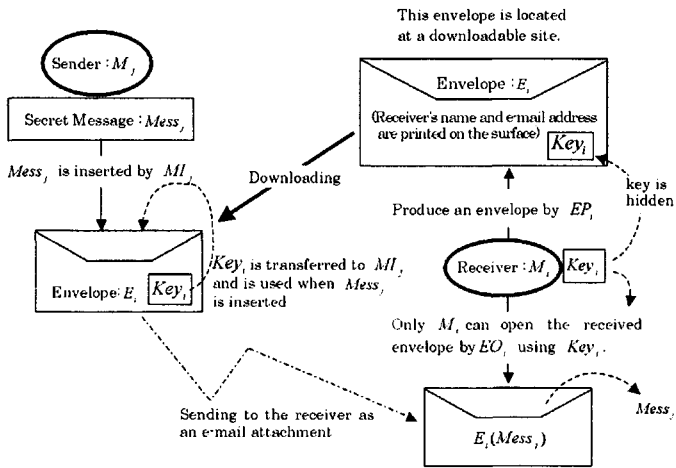 This envelope is located
at a downloadable site.
Sender : M_j
Secret Message : Mess_j
Mess_j is inserted by MI_j
Envelope : E_i
(Receiver's name and e-mail address
are printed on the surface)
Key_i
Downloading
key is
hidden
Produce an envelope by EP_i
Receiver : M_i
Key_i
Envelope: E_i
Key_i
Key_i is transferred to MI_j
and is used when Mess_j
is inserted
Only M_i can open the received
envelope by EO_i using Key_i.
Sending to the receiver as
an e-mail attachment
E_i(Mess_j)
Mess_j